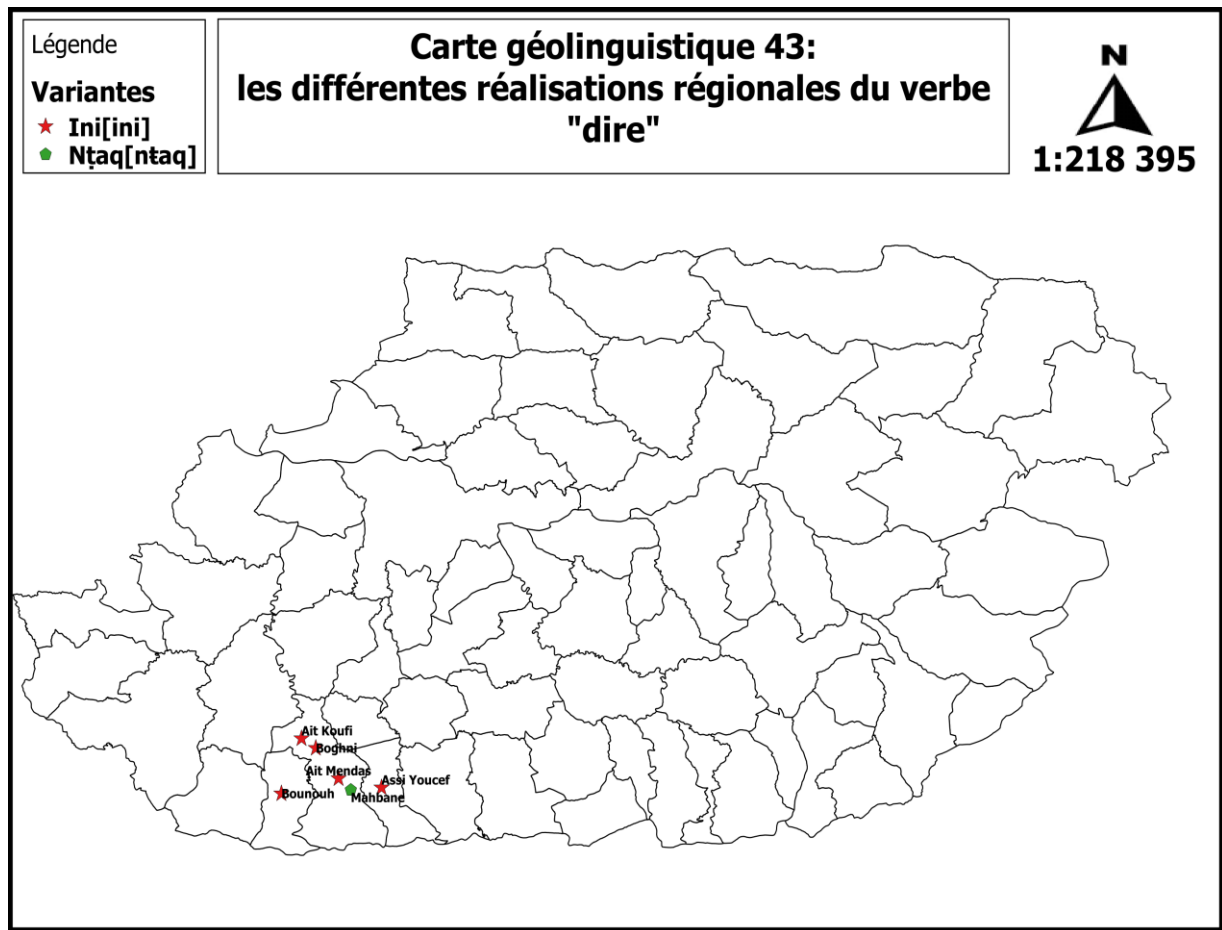 Légende
Variantes
Ini[ini]
Nṭaq[nŧaq]
Carte géolinguistique 43:
les différentes réalisations régionales du verbe
"dire"
N
1:218 395
Ait Koufi
Boghni
Ait Mendas
Assi Youcef
Bounouh
Mahbane